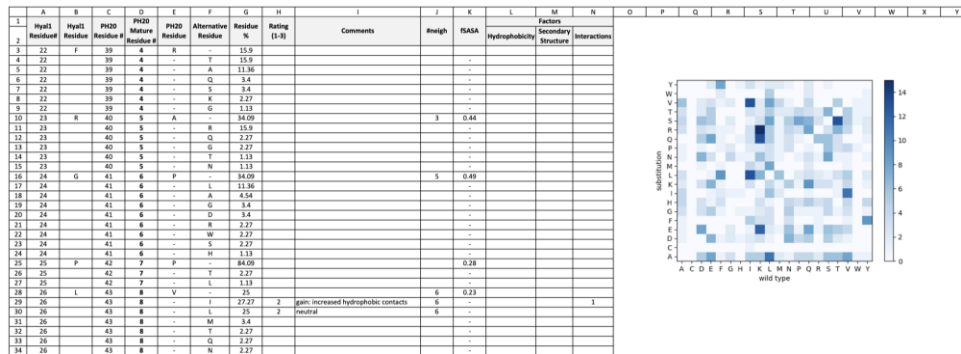 A B C D E F G H I J K L M N O P Q R S T U V W X Y
1 Hyal1 Residue# Hyal1 Residue PH20 Residue # PH20 Mature Residue # PH20 Residue Alternative Residue Residue % Rating (1-3) Comments #neigh fSASA Factors
2 Hydrophobicity Secondary Structure Interactions
3 22 F 39 4 R - 15.9
4 22 39 4 - T 15.9 -
5 22 39 4 - A 11.36 -
6 22 39 4 - Q 3.4 -
7 22 39 4 - S 3.4 -
8 22 39 4 - K 2.27 -
9 22 39 4 - G 1.13 -
10 23 R 40 5 A - 34.09 3 0.44
11 23 40 5 - R 15.9 -
12 23 40 5 - Q 2.27 -
13 23 40 5 - G 2.27 -
14 23 40 5 - T 1.13 -
15 23 40 5 - N 1.13 -
16 24 G 41 6 P - 34.09 5 0.49
17 24 41 6 - L 11.36 -
18 24 41 6 - A 4.54 -
19 24 41 6 - G 3.4 -
20 24 41 6 - D 3.4 -
21 24 41 6 - R 2.27 -
22 24 41 6 - W 2.27 -
23 24 41 6 - S 2.27 -
24 24 41 6 - H 1.13 -
25 25 P 42 7 P - 84.09 0.28
26 25 42 7 - T 2.27 -
27 25 42 7 - L 1.13 -
28 26 L 43 8 V - 25 6 0.23
29 26 43 8 - I 27.27 2 gain: increased hydrophobic contacts 6 - 1
30 26 43 8 - L 25 2 neutral 6 -
31 26 43 8 - M 3.4 -
32 26 43 8 - T 2.27 -
33 26 43 8 - Q 2.27 -
34 26 43 8 - N 2.27 -
substitution
Y
W
V
T
S
R
Q
P
N
M
L
K
I
H
G
F
E
D
C
A
A C D E F G H I K L M N P Q R S T V W Y
wild type
14
12
10
8
6
4
2
0